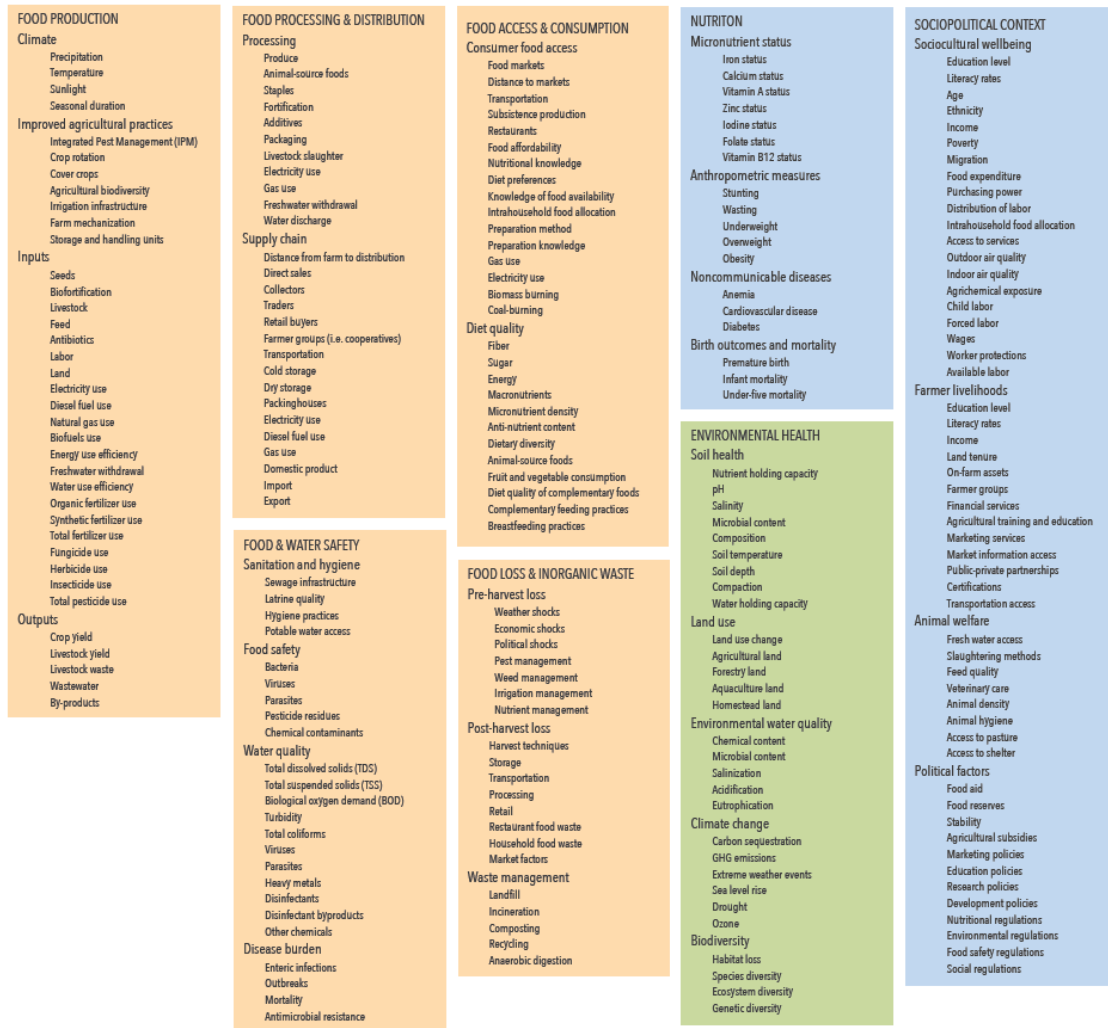 FOOD PRODUCTION
Climate
Precipitation
Temperature
Sunlight
Seasonal duration
Improved agricultural practices
Integrated Pest Management (IPM)
Crop rotation
Cover crops
Agricultural biodiversity
Irrigation infrastructure
Farm mechanization
Storage and handling units
Inputs
Seeds
Biofortification
Livestock
Feed
Antibiotics
Labor
Land
Electricity use
Diesel fuel use
Natural gas use
Biofuels use
Energy use efficiency
Freshwater withdrawal
Water use efficiency
Organic fertilizer use
Synthetic fertilizer use
Total fertilizer use
Fungicide use
Herbicide use
Insecticide use
Total pesticide use
Outputs
Crop yield
Livestock yield
Livestock waste
Wastewater
By-products
FOOD PROCESSING & DISTRIBUTION
Processing
Produce
Animal-source foods
Staples
Fortification
Additives
Packaging
Livestock slaughter
Electricity use
Gas use
Freshwater withdrawal
Water discharge
Supply chain
Distance from farm to distribution
Direct sales
Collectors
Traders
Retail buyers
Farmer groups (i.e. cooperatives)
Transportation
Cold storage
Dry storage
Packinghouses
Electricity use
Diesel fuel use
Gas use
Domestic product
Import
Export
FOOD & WATER SAFETY
Sanitation and hygiene
Sewage infrastructure
Latrine quality
Hygiene practices
Potable water access
Food safety
Bacteria
Viruses
Parasites
Pesticide residues
Chemical contaminants
Water quality
Total dissolved solids (TDS)
Total suspended solids (TSS)
Biological oxygen demand (BOD)
Turbidity
Total coliforms
Viruses
Parasites
Heavy metals
Disinfectants
Disinfectant byproducts
Other chemicals
Disease burden
Enteric infections
Outbreaks
Mortality
Antimicrobial resistance
FOOD ACCESS & CONSUMPTION
Consumer food access
Food markets
Distance to markets
Transportation
Subsistence production
Restaurants
Food affordability
Nutritional knowledge
Diet preferences
Knowledge of food availability
Intrahousehold food allocation
Preparation method
Preparation knowledge
Gas use
Electricity use
Biomass burning
Coal-burning
Diet quality
Fiber
Sugar
Energy
Macronutrients
Micronutrient density
Anti-nutrient content
Dietary diversity
Animal-source foods
Fruit and vegetable consumption
Diet quality of complementary foods
Complementary feeding practices
Breastfeeding practices
FOOD LOSS & INORGANIC WASTE
Pre-harvest loss
Weather shocks
Economic shocks
Political shocks
Pest management
Weed management
Irrigation management
Nutrient management
Post-harvest loss
Harvest techniques
Storage
Transportation
Processing
Retail
Restaurant food waste
Household food waste
Market factors
Waste management
Landfill
Incineration
Composting
Recycling
Anaerobic digestion
NUTRITON
Micronutrient status
Iron status
Calcium status
Vitamin A status
Zinc status
Iodine status
Folate status
Vitamin B12 status
Anthropometric measures
Stunting
Wasting
Underweight
Overweight
Obesity
Noncommunicable diseases
Anemia
Cardiovascular disease
Diabetes
Birth outcomes and mortality
Premature birth
Infant mortality
Under-five mortality
ENVIRONMENTAL HEALTH
Soil health
Nutrient holding capacity
pH
Salinity
Microbial content
Composition
Soil temperature
Soil depth
Compaction
Water holding capacity
Land use
Land use change
Agricultural land
Forestry land
Aquaculture land
Homestead land
Environmental water quality
Chemical content
Microbial content
Salinization
Acidification
Eutrophication
Climate change
Carbon sequestration
GHG emissions
Extreme weather events
Sea level rise
Drought
Ozone
Biodiversity
Habitat loss
Species diversity
Ecosystem diversity
Genetic diversity
SOCIOPOLITICAL CONTEXT
Sociocultural wellbeing
Education level
Literacy rates
Age
Ethnicity
Income
Poverty
Migration
Food expenditure
Purchasing power
Distribution of labor
Intrahousehold food allocation
Access to services
Outdoor air quality
Indoor air quality
Agrichemical exposure
Child labor
Forced labor
Wages
Worker protections
Available labor
Farmer livelihoods
Education level
Literacy rates
Income
Land tenure
On-farm assets
Farmer groups
Financial services
Agricultural training and education
Marketing services
Market information access
Public-private partnerships
Certifications
Transportation access
Animal welfare
Fresh water access
Slaughtering methods
Feed quality
Veterinary care
Animal density
Animal hygiene
Access to pasture
Access to shelter
Political factors
Food aid
Food reserves
Stability
Agricultural subsidies
Marketing policies
Education policies
Research policies
Development policies
Nutritional regulations
Environmental regulations
Food safety regulations
Social regulations